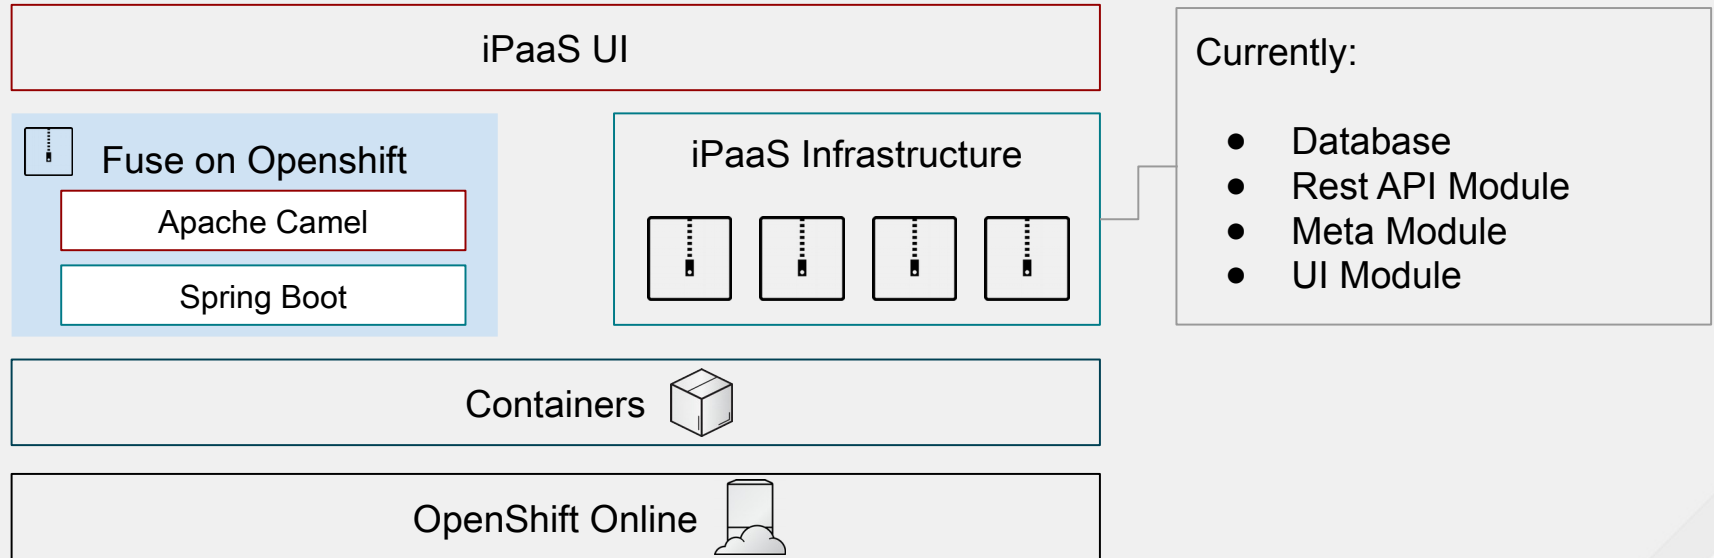 iPaaS UI
Fuse on Openshift
Apache Camel
Spring Boot
iPaaS Infrastructure
Currently:
● Database
● Rest API Module
● Meta Module
● UI Module
Containers
OpenShift Online